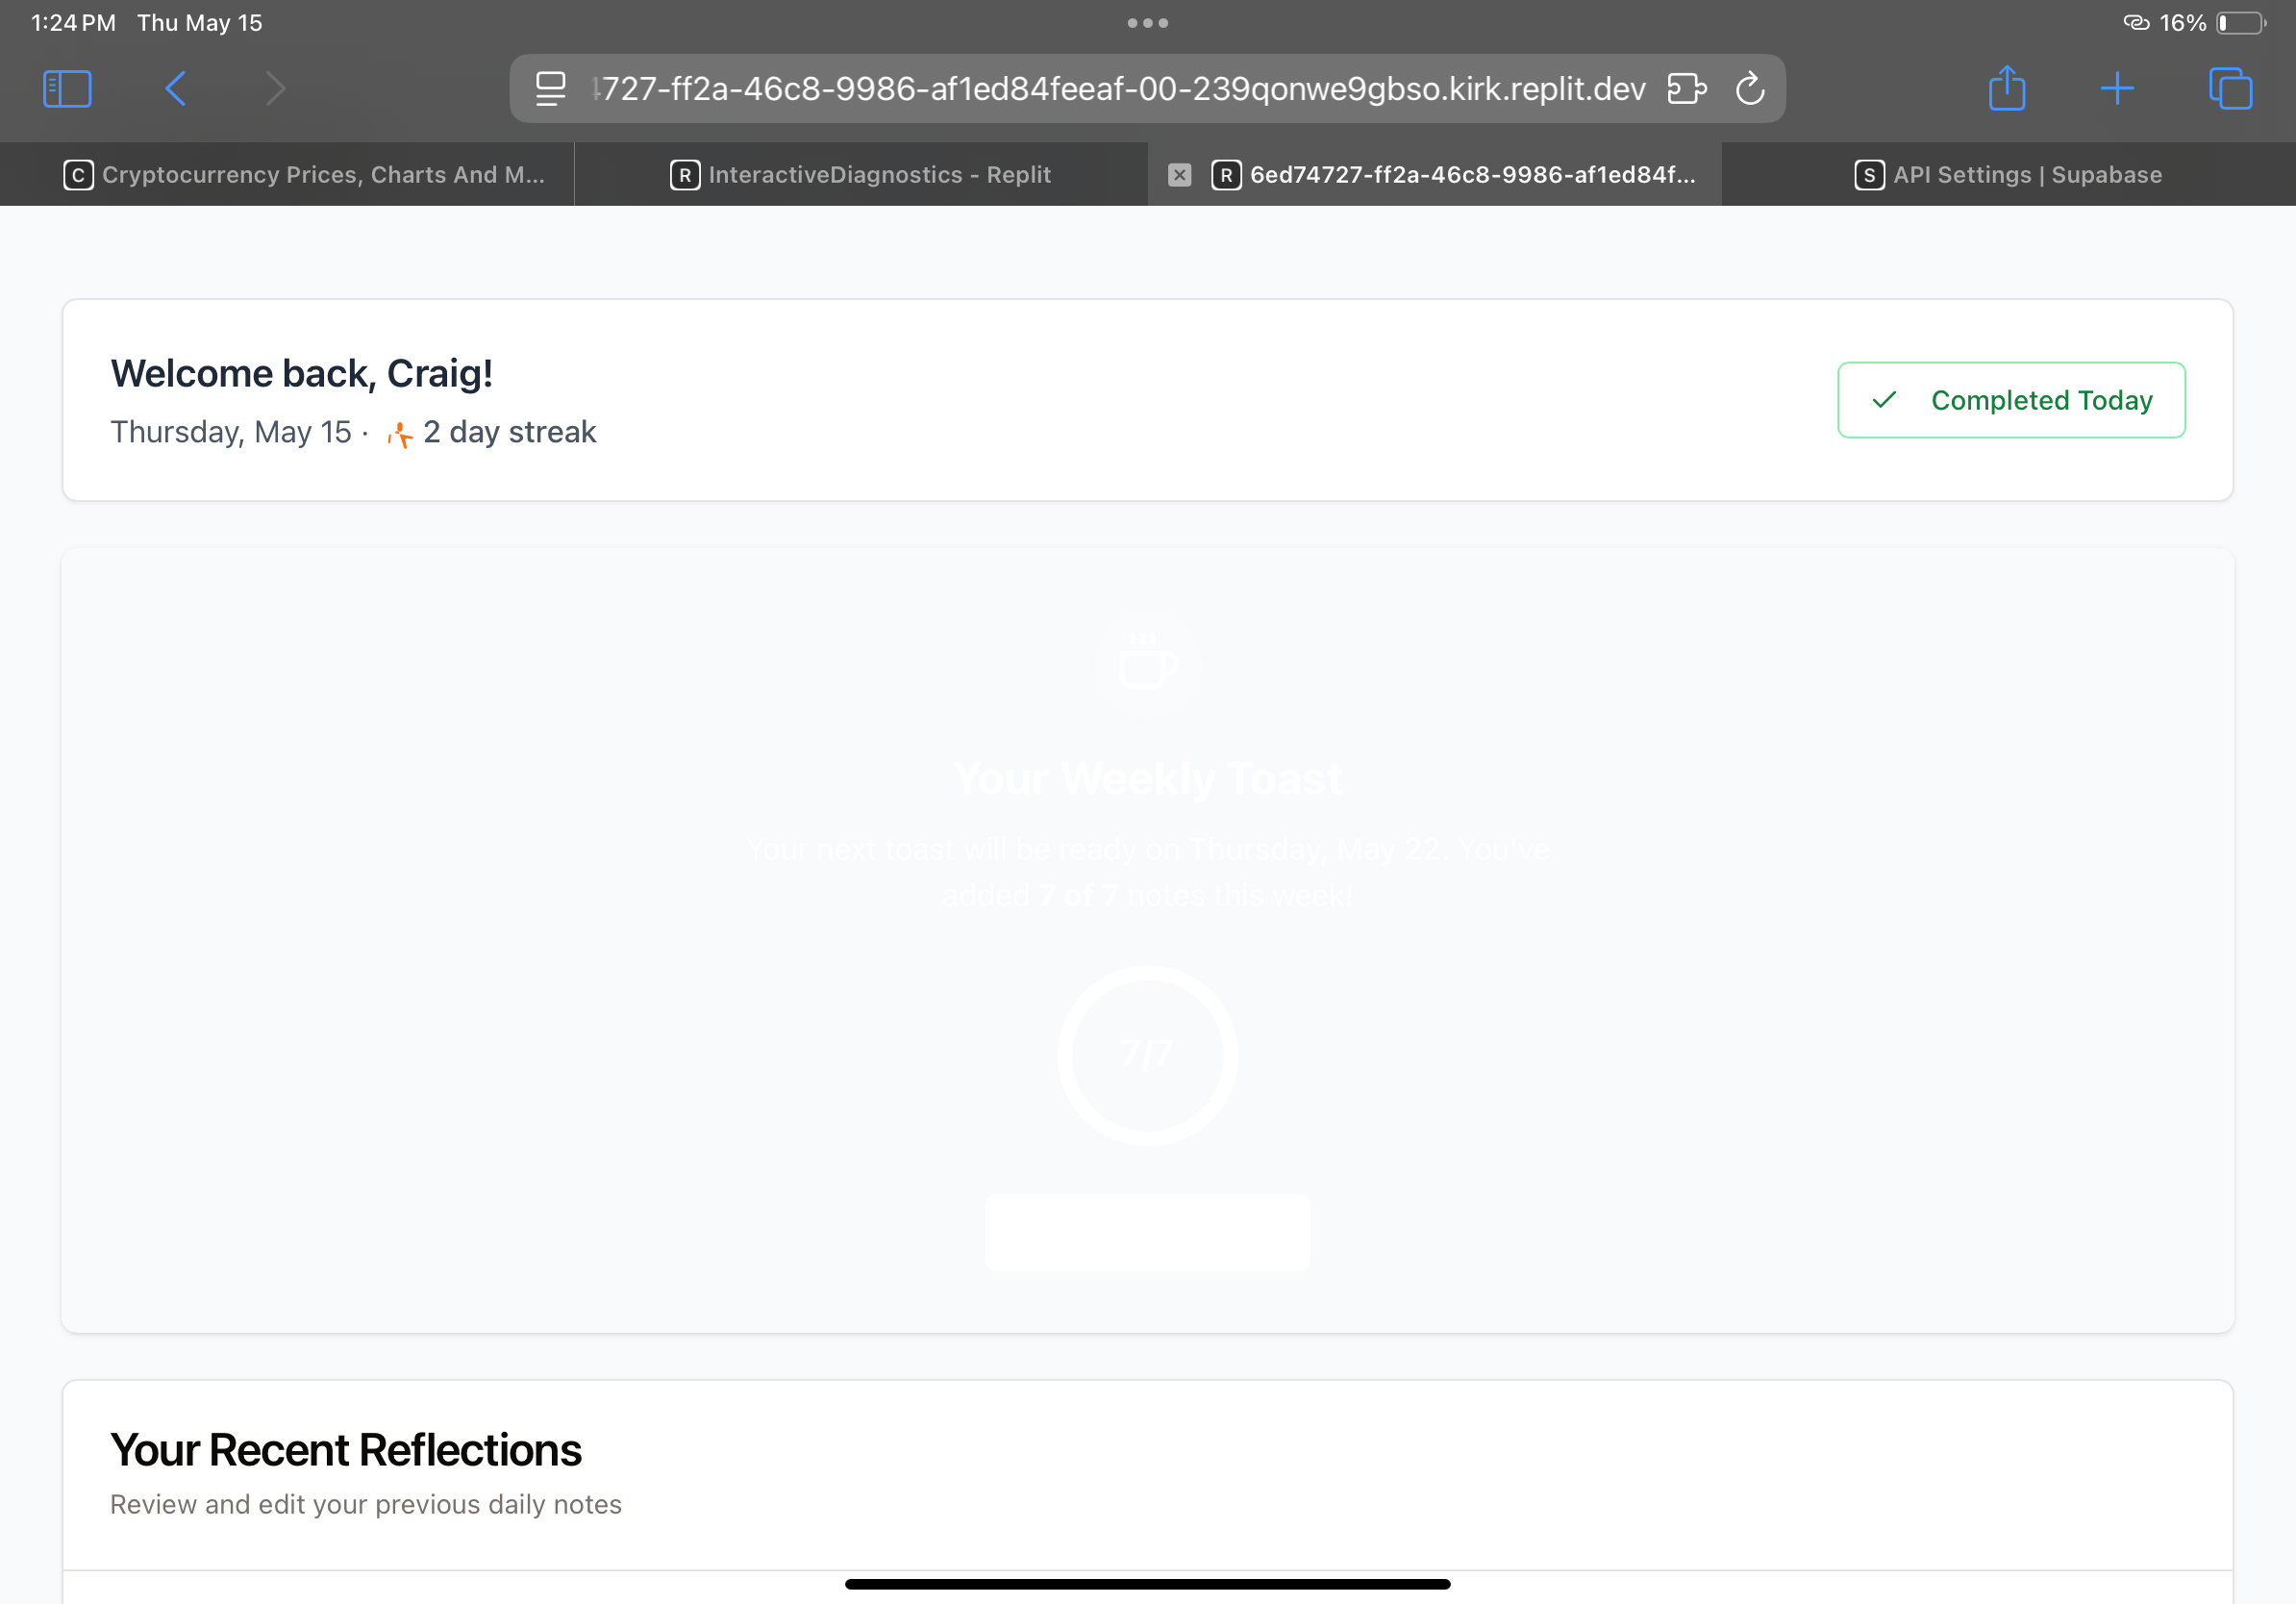 1:24 PM Thu May 15
16%
727-ff2a-46c8-9986-af1ed84feeaf-00-239qonwe9gbso.kirk.replit.dev
C Cryptocurrency Prices, Charts And M...
R InteractiveDiagnostics - Replit
R 6ed74727-ff2a-46c8-9986-af1ed84f...
S API Settings | Supabase
Welcome back, Craig!
Thursday, May 15 · 2 day streak
Completed Today
Your Weekly Toast
Your next toast will be ready on Thursday, May 22. You've
added 7 of 7 notes this week!
7/7
Your Recent Reflections
Review and edit your previous daily notes